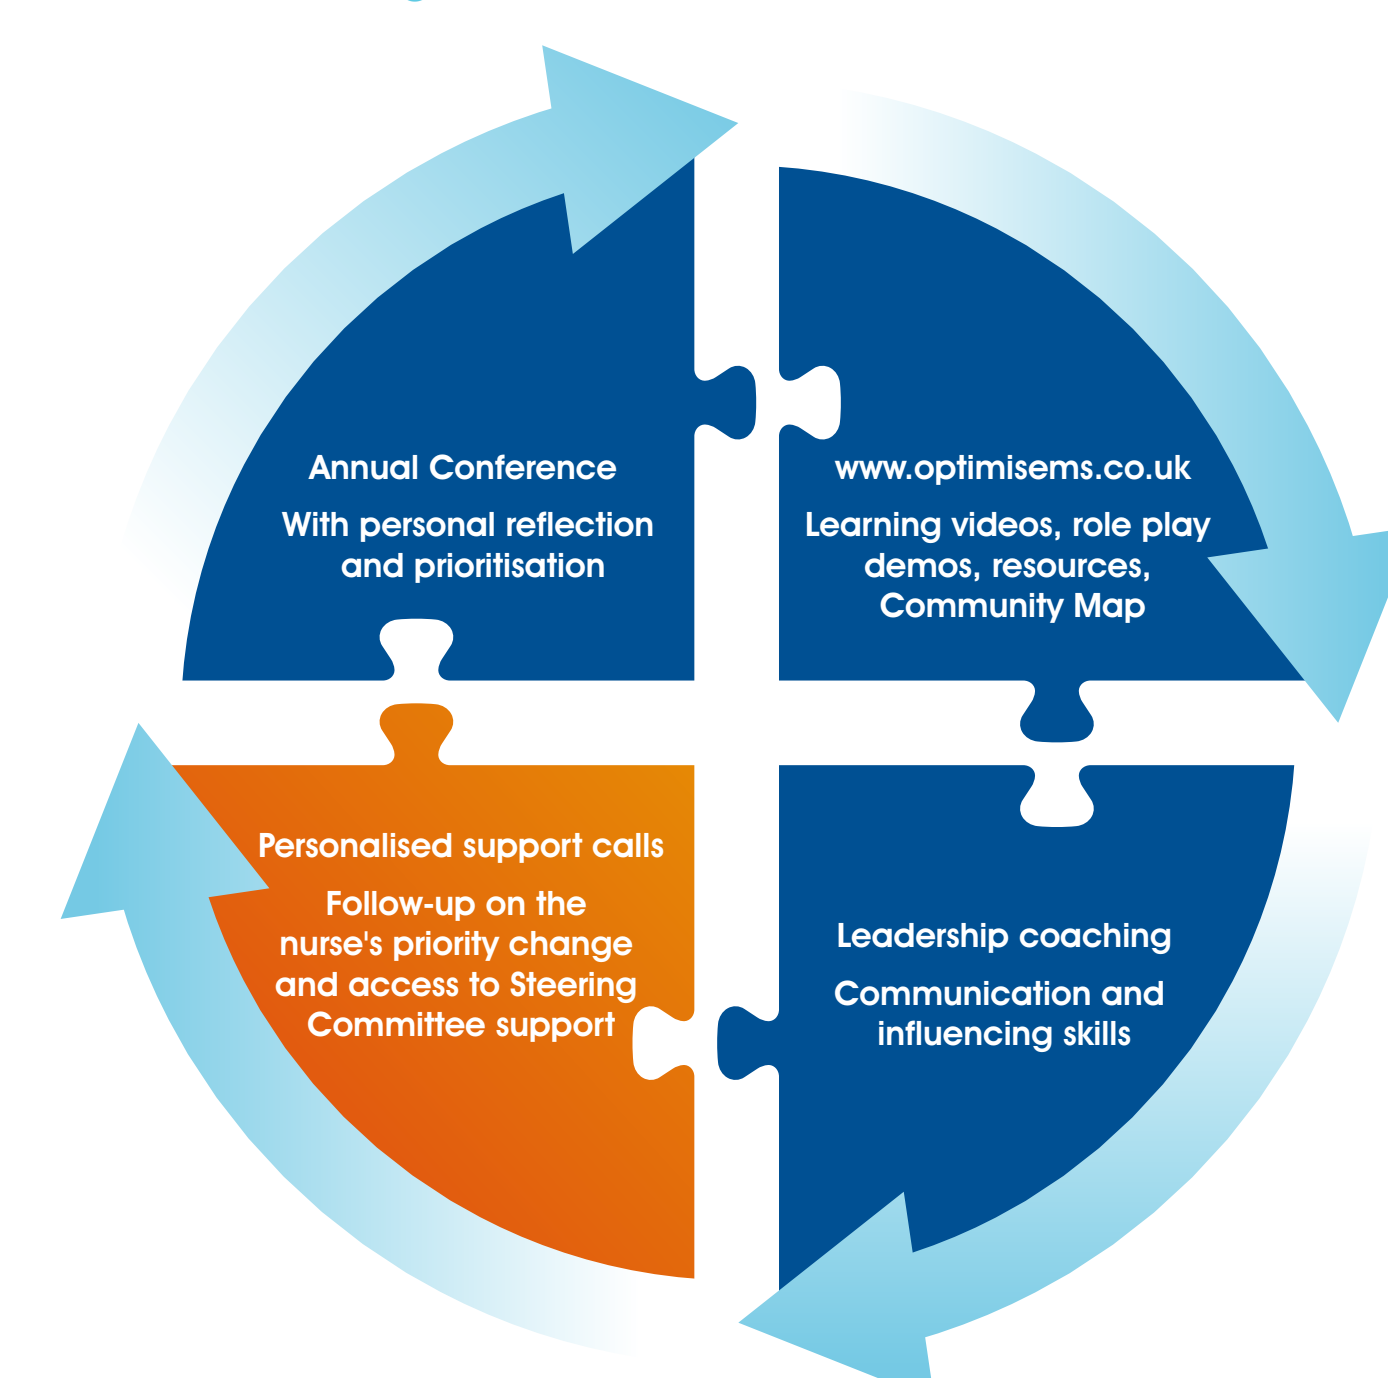 Annual Conference
With personal reflection
and prioritisation
www.optimisems.co.uk
Learning videos, role play
demos, resources,
Community Map
Personalised support calls
Follow-up on the
nurse's priority change
and access to Steering
Committee support
Leadership coaching
Communication and
influencing skills